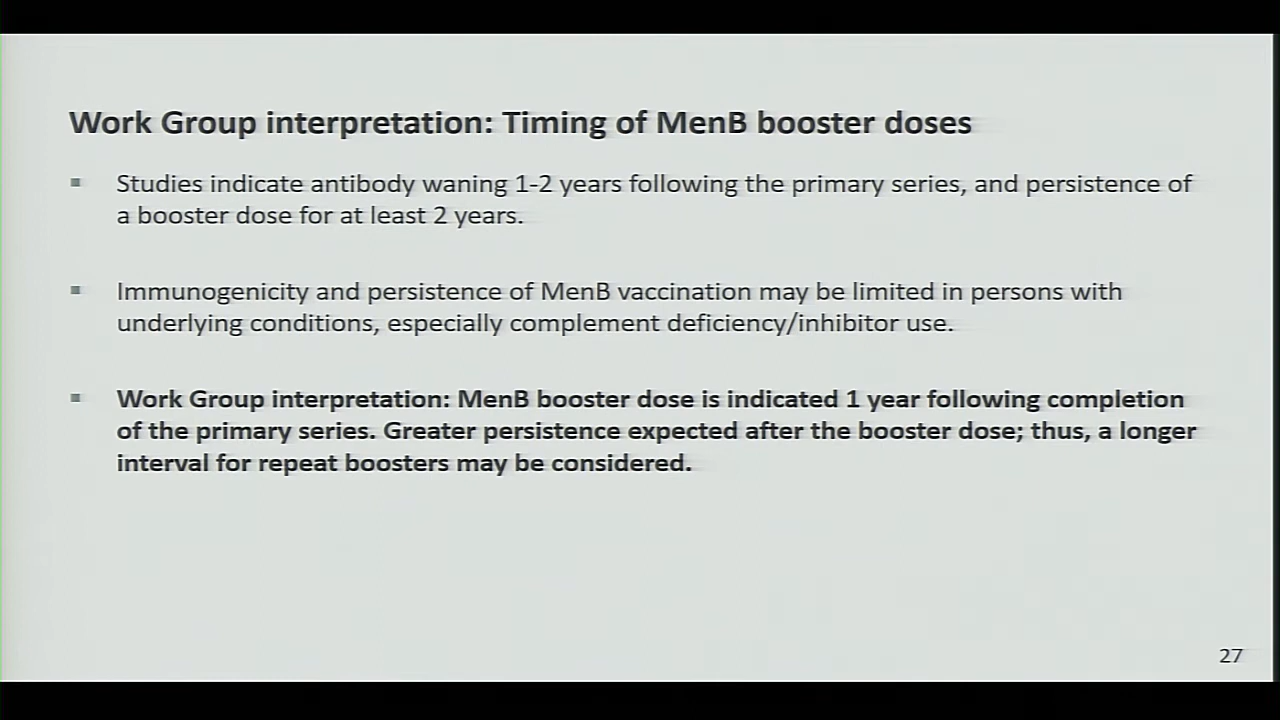 Work Group interpretation: Timing of MenB booster doses
▪ Studies indicate antibody waning 1-2 years following the primary series, and persistence of
a booster dose for at least 2 years.
▪ Immunogenicity and persistence of MenB vaccination may be limited in persons with
underlying conditions, especially complement deficiency/inhibitor use.
▪ Work Group interpretation: MenB booster dose is indicated 1 year following completion
of the primary series. Greater persistence expected after the booster dose; thus, a longer
interval for repeat boosters may be considered.
27